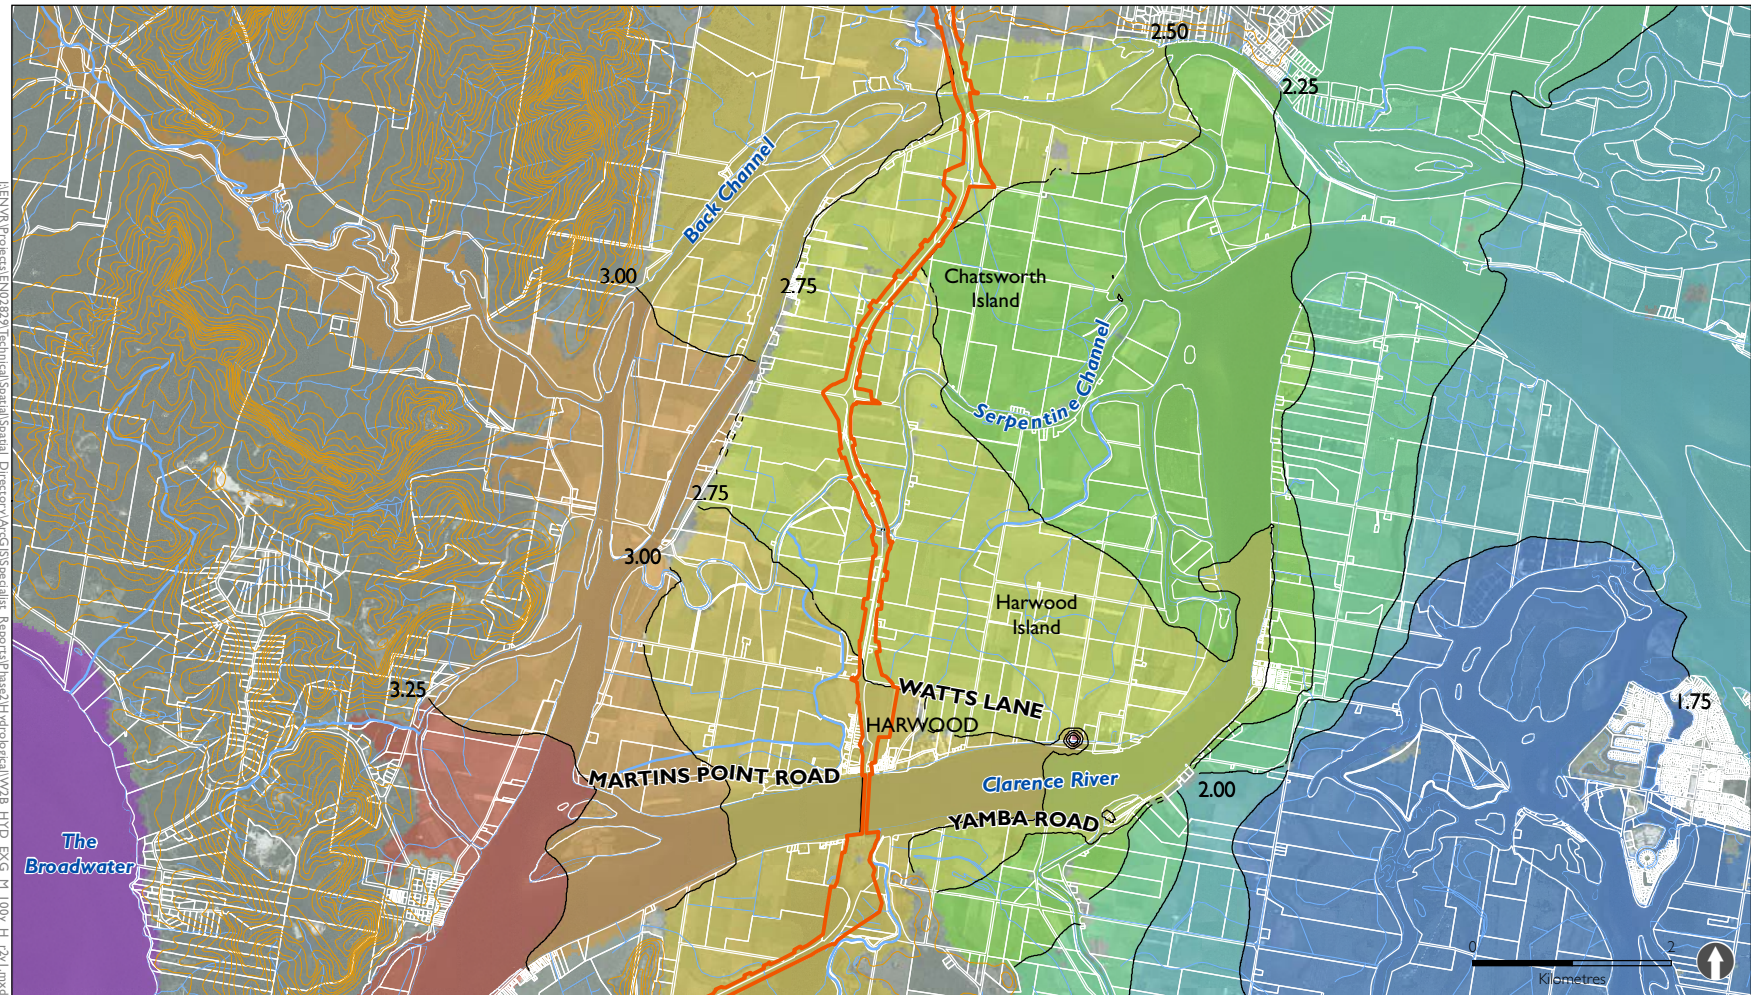 2.50
2.25
Back Channel
3.00
2.75
Chatsworth
Island
Serpentine Channel
2.75
3.00
Harwood
Island
3.25
WATTS LANE
HARWOOD
1.75
MARTINS POINT ROAD
Clarence River
2.00
YAMBA ROAD
The
Broadwater
0 2
Kilometres